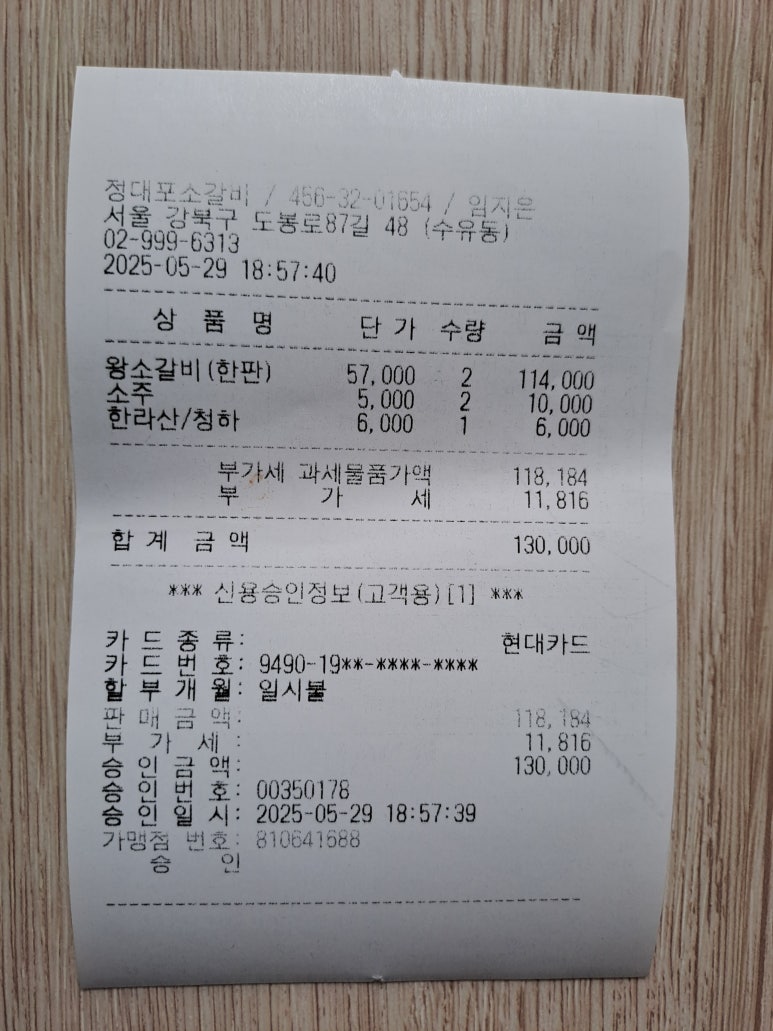 정대포소갈비 / 456-32-01654 / 임지은
서울 강북구 도봉로87길 48 (수유동)
02-999-6313
2025-05-29 18:57:40
상 품 명 단 가 수량 금 액
왕소갈비(한판) 57,000 2 114,000
소주 5,000 2 10,000
한라산/청하 6,000 1 6,000
부가세 과세물품가액 118,184
부 가 세 11,816
합 계 금 액 130,000
*** 신용승인정보(고객용)[1] ***
카 드 종 류: 현대카드
카 드 번 호: 9490-19**-****-****
할 부 개 월: 일시불
판 매 금 액: 118,184
부 가 세 : 11,816
승 인 금 액: 130,000
승 인 번 호: 00350178
승 인 일 시: 2025-05-29 18:57:39
가맹점 번호: 810641688
승 인